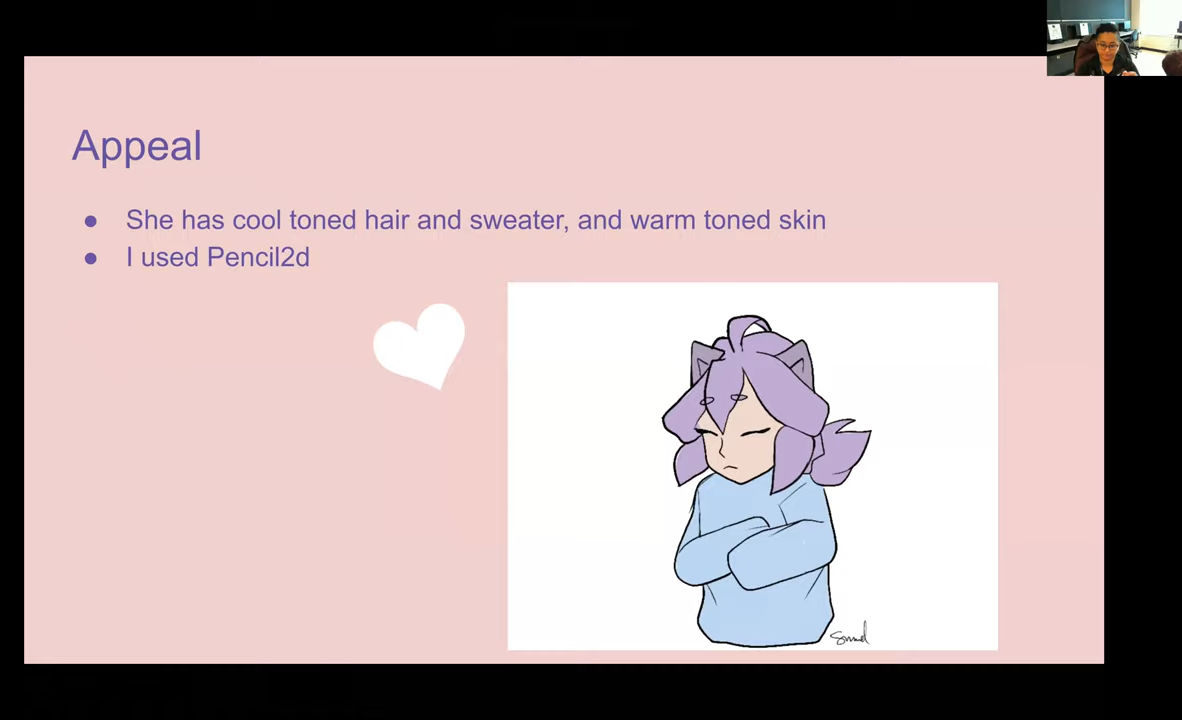 Appeal
● She has cool toned hair and sweater, and warm toned skin
● I used Pencil2d